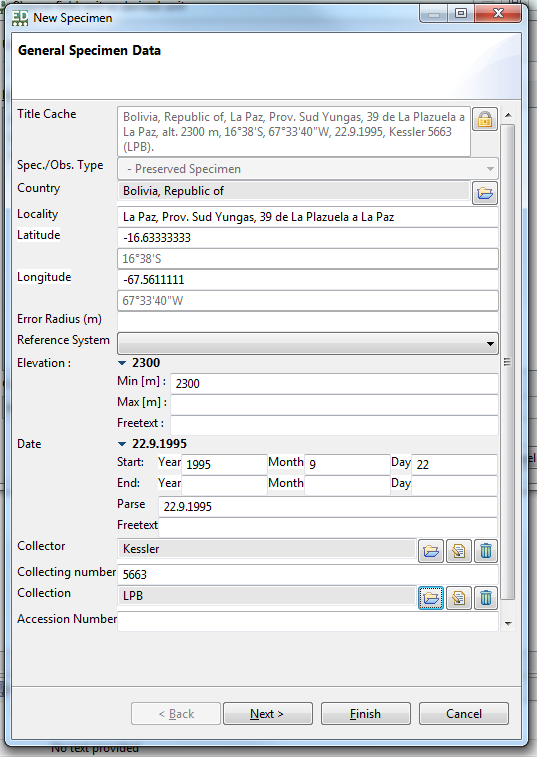 ED
New Specimen
General Specimen Data
Title Cache
Bolivia, Republic of, La Paz, Prov. Sud Yungas, 39 de La Plazuela a
La Paz, alt. 2300 m, 16°38'S, 67°33'40"W, 22.9.1995, Kessler 5663
(LPB).
Spec./Obs. Type - Preserved Specimen
Country Bolivia, Republic of
Locality La Paz, Prov. Sud Yungas, 39 de La Plazuela a La Paz
Latitude -16.63333333
16°38'S
Longitude -67.5611111
67°33'40"W
Error Radius (m)
Reference System
Elevation : 2300
Min [m] : 2300
Max [m] :
Freetext :
Date 22.9.1995
Start: Year 1995 Month 9 Day 22
End: Year Month Day
Parse 22.9.1995
Freetext
Collector Kessler
Collecting number 5663
Collection LPB
Accession Number
< Back Next > Finish Cancel
No text provided